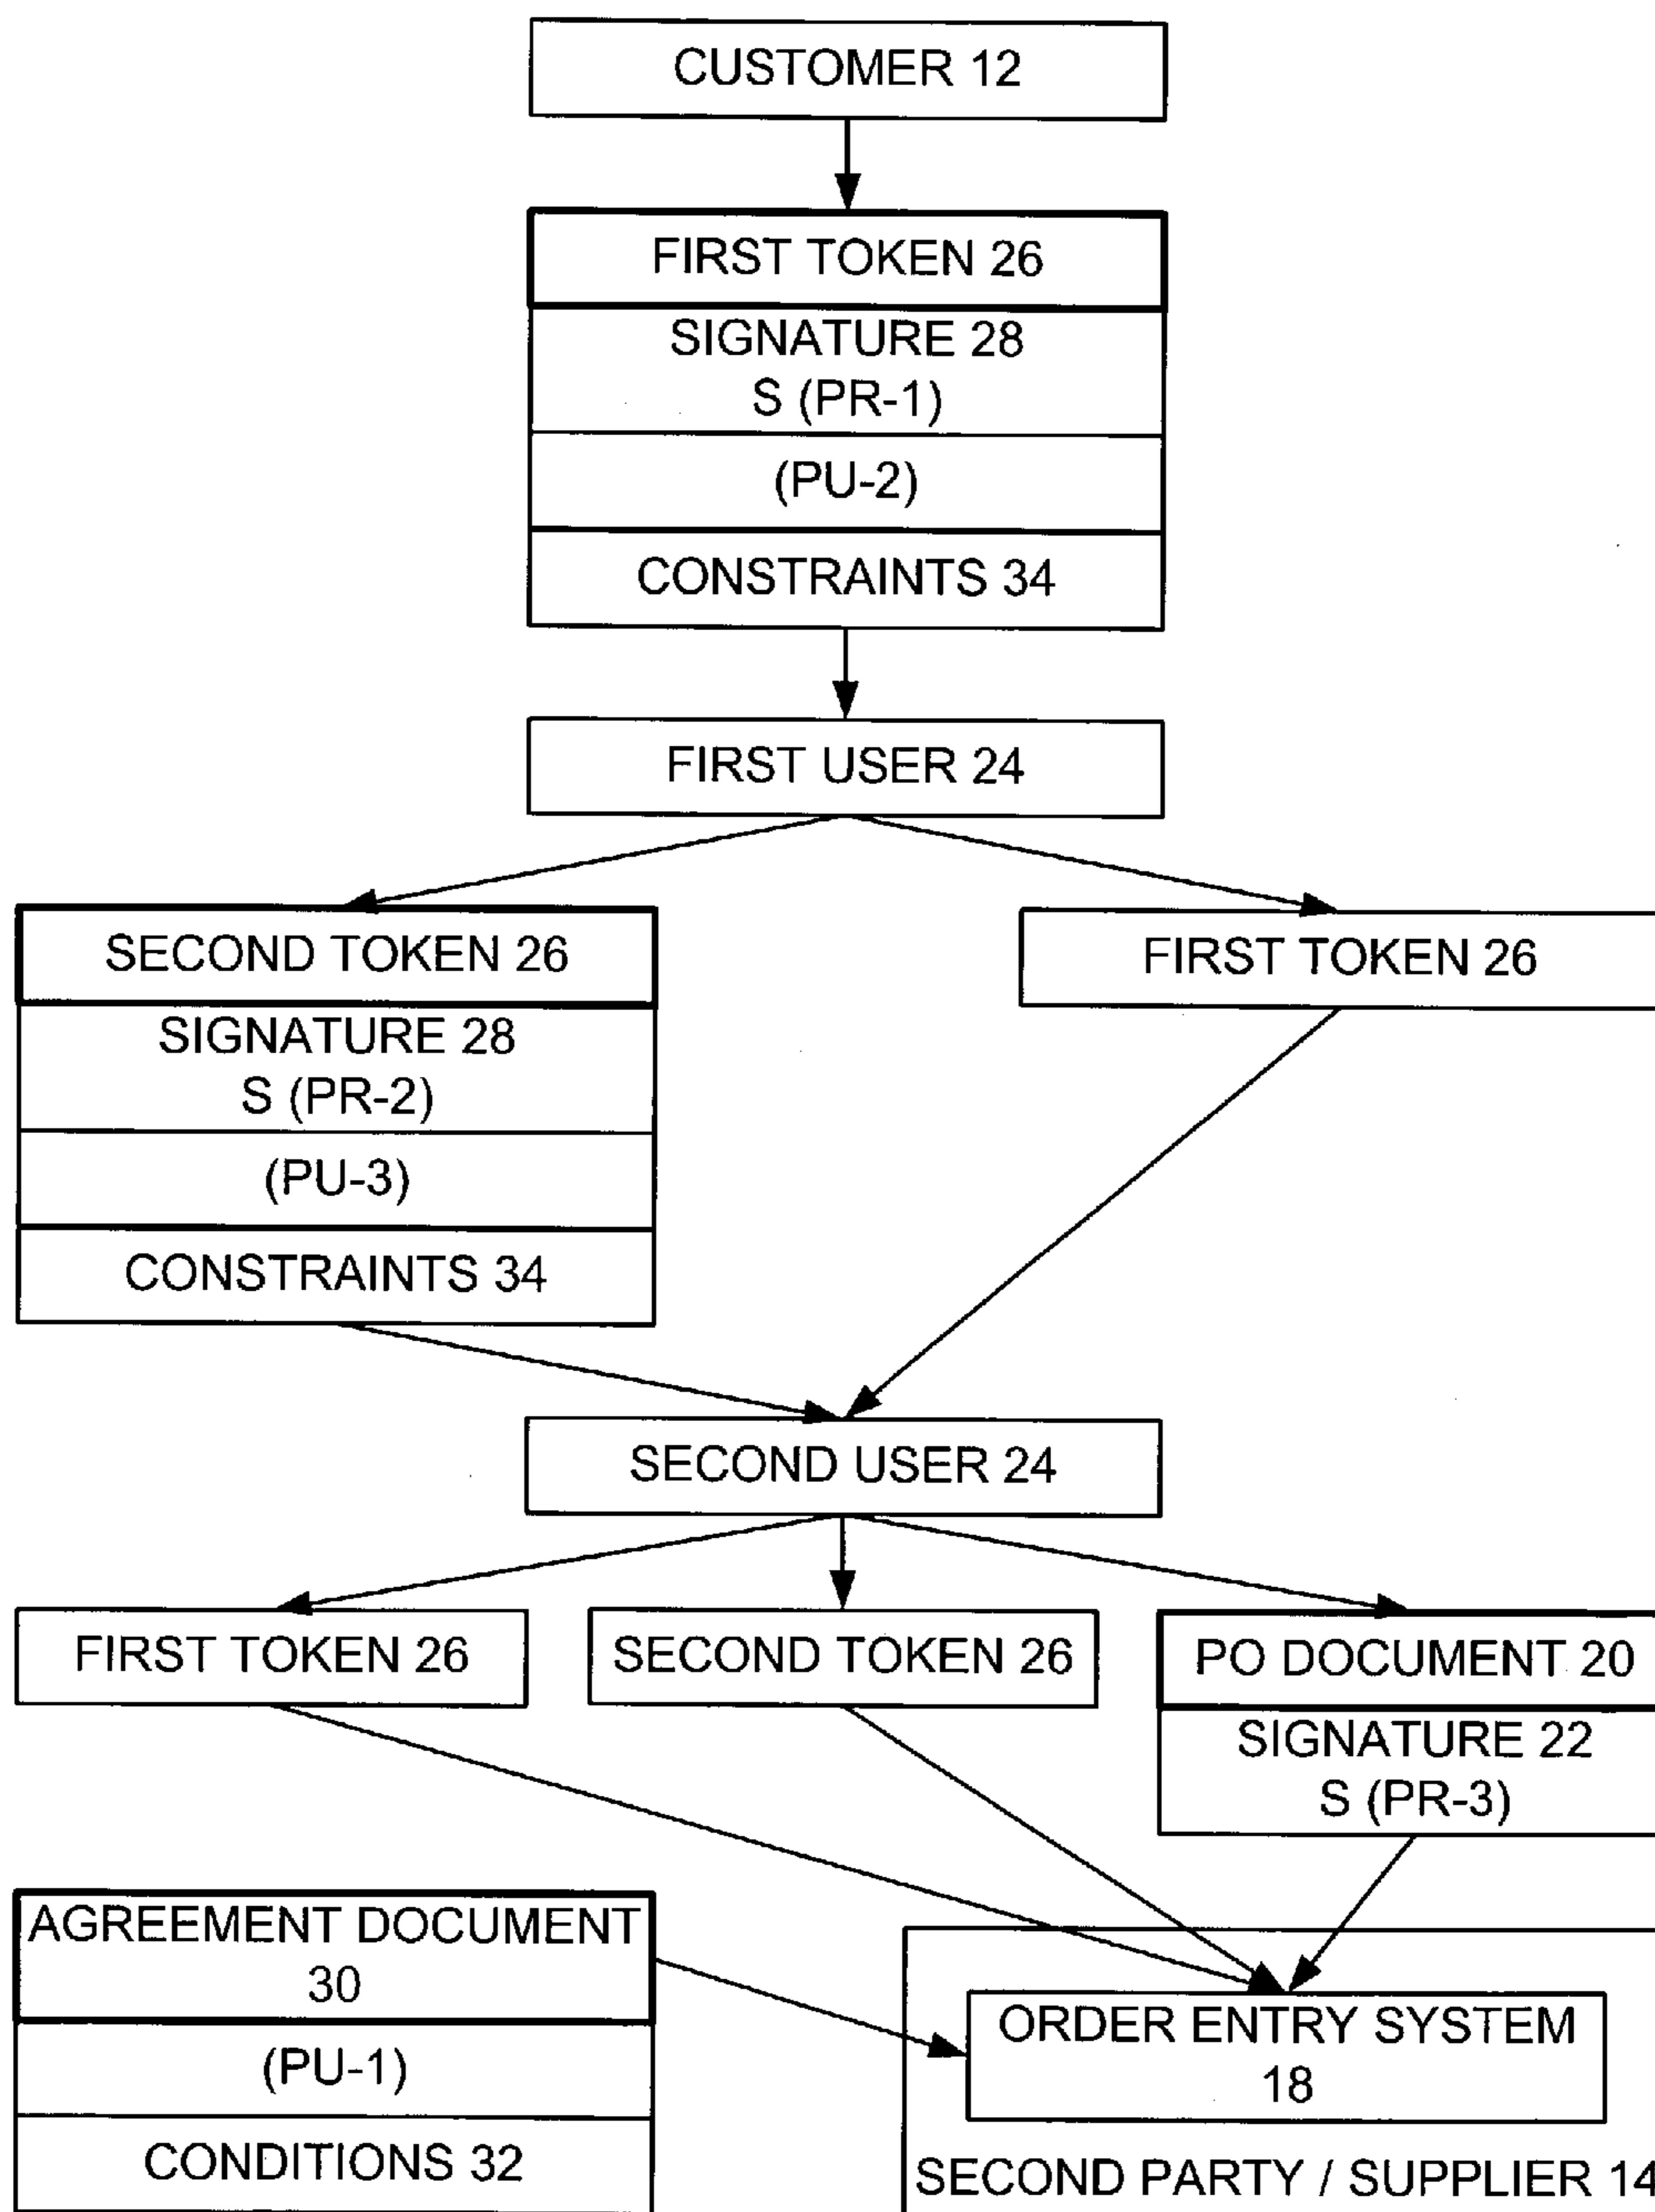 CUSTOMER 12
FIRST TOKEN 26
SIGNATURE 28
S (PR-1)
(PU-2)
CONSTRAINTS 34
FIRST USER 24
SECOND TOKEN 26
SIGNATURE 28
S (PR-2)
(PU-3)
CONSTRAINTS 34
FIRST TOKEN 26
SECOND USER 24
FIRST TOKEN 26
SECOND TOKEN 26
PO DOCUMENT 20
SIGNATURE 22
S (PR-3)
AGREEMENT DOCUMENT
30
(PU-1)
CONDITIONS 32
ORDER ENTRY SYSTEM
18
SECOND PARTY / SUPPLIER 14